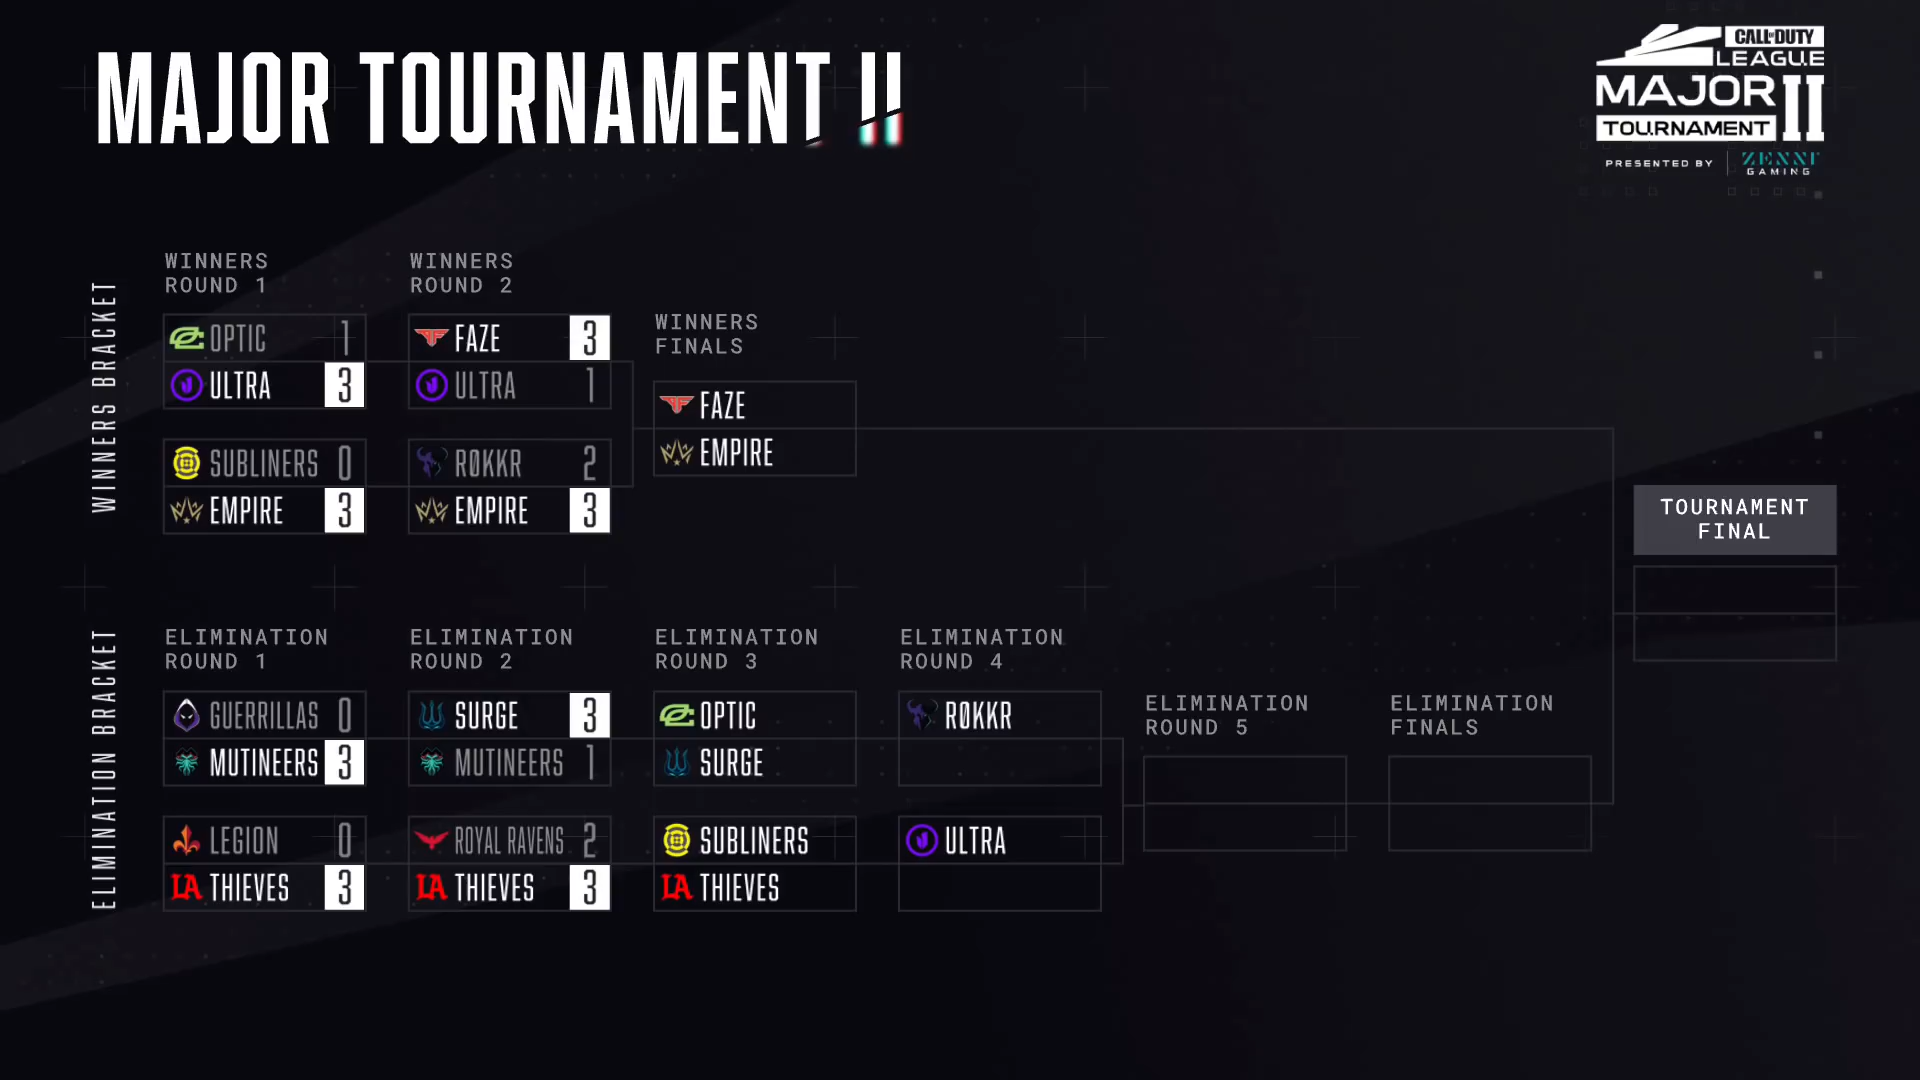 MAJOR TOURNAMENT II
CALL OF DUTY
LEAGUE
MAJOR II
TOURNAMENT
PRESENTED BY
ZENNI
GAMING
WINNERS BRACKET
WINNERS
ROUND 1
OPTIC 1
ULTRA 3
SUBLINERS 0
EMPIRE 3
WINNERS
ROUND 2
FAZE 3
ULTRA 1
RØKKR 2
EMPIRE 3
WINNERS
FINALS
FAZE
EMPIRE
TOURNAMENT
FINAL
ELIMINATION BRACKET
ELIMINATION
ROUND 1
GUERRILLAS 0
MUTINEERS 3
LEGION 0
LA THIEVES 3
ELIMINATION
ROUND 2
SURGE 3
MUTINEERS 1
ROYAL RAVENS 2
LA THIEVES 3
ELIMINATION
ROUND 3
OPTIC
SURGE
SUBLINERS
LA THIEVES
ELIMINATION
ROUND 4
RØKKR
ULTRA
ELIMINATION
ROUND 5
ELIMINATION
FINALS